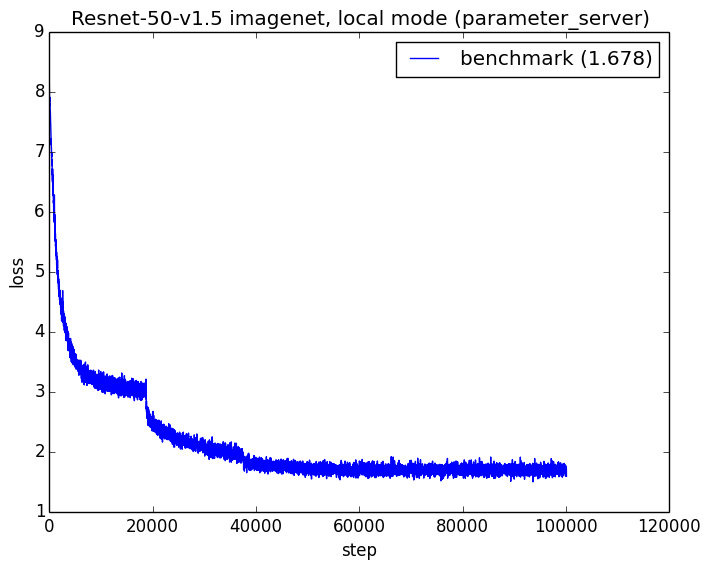 Resnet-50-v1.5 imagenet, local mode (parameter_server)
benchmark (1.678)
9
8
7
6
5
4
3
2
1
loss
0 20000 40000 60000 80000 100000 120000
step